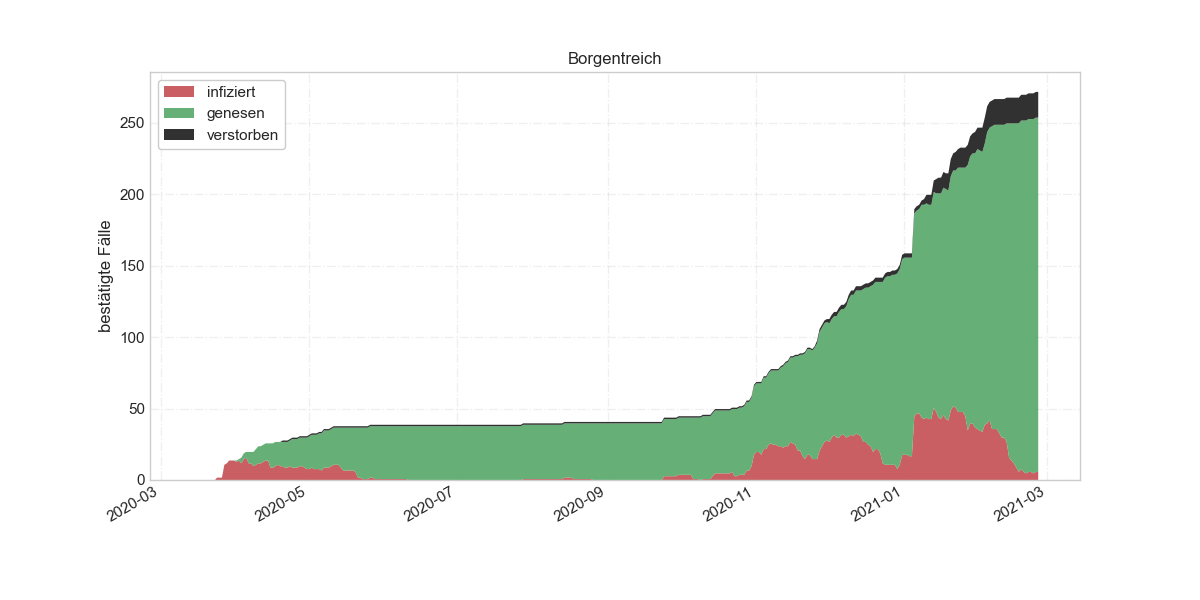 Borgentreich
infiziert
genesen
verstorben
bestätigte Fälle
250
200
150
100
50
0
2020-03
2020-05
2020-07
2020-09
2020-11
2021-01
2021-03